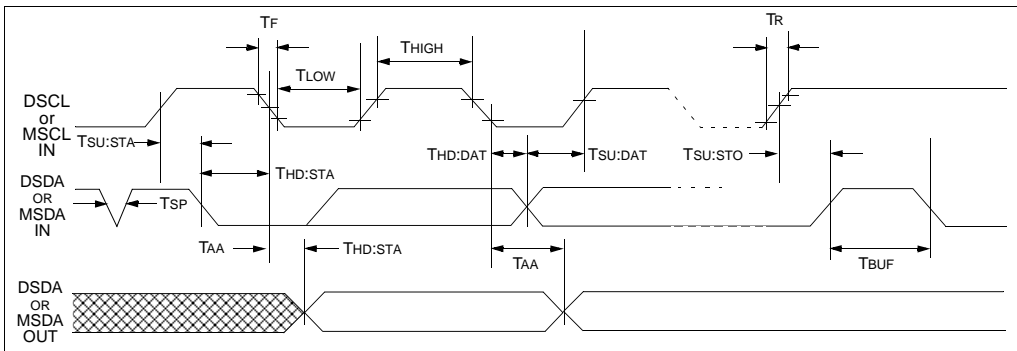 TF
TR
THIGH
TLOW
DSCL
or
MSCL
IN
TSU:STA
THD:DAT
TSU:DAT
TSU:STO
THD:STA
DSDA
OR
MSDA
IN
TSP
TAA
THD:STA
TAA
TBUF
DSDA
OR
MSDA
OUT